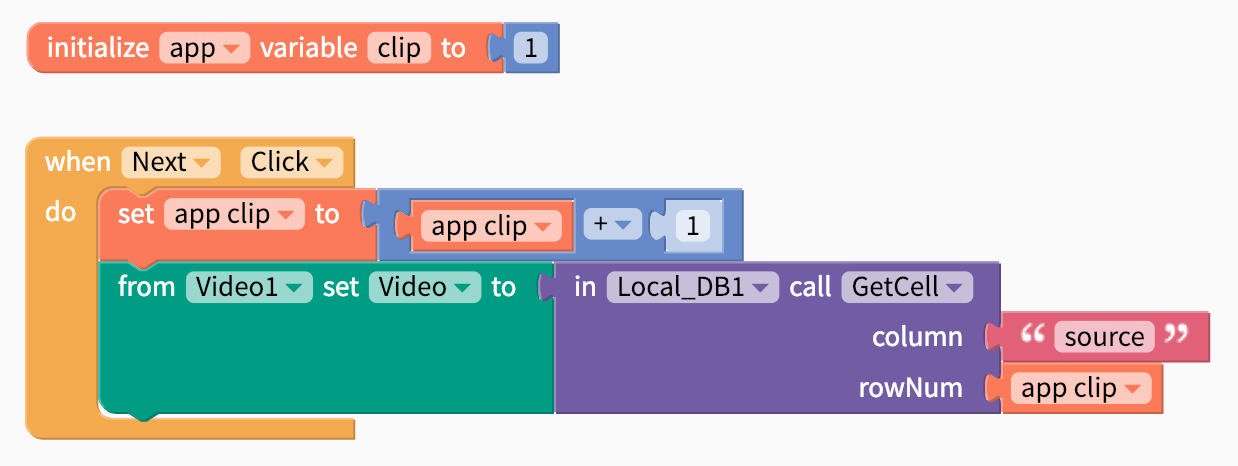 initialize app variable clip to 1
when Next Click
do set app clip to app clip + 1
from Video1 set Video to in Local_DB1 call GetCell
column “ source ”
rowNum app clip